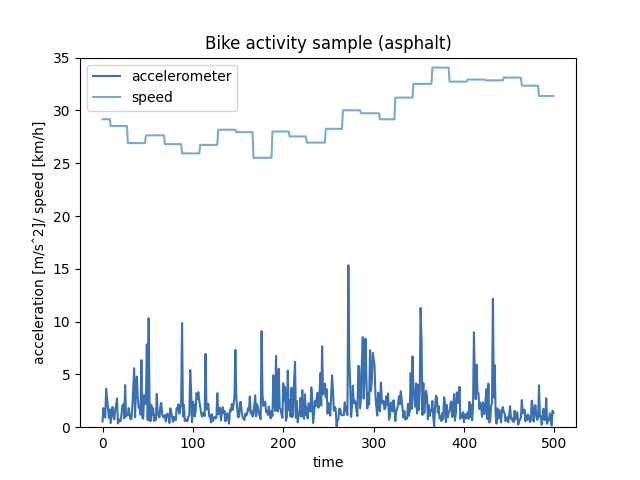 Bike activity sample (asphalt)
accelerometer
speed
35
30
25
20
15
10
5
0
acceleration [m/sˆ2]/ speed [km/h]
0 100 200 300 400 500
time